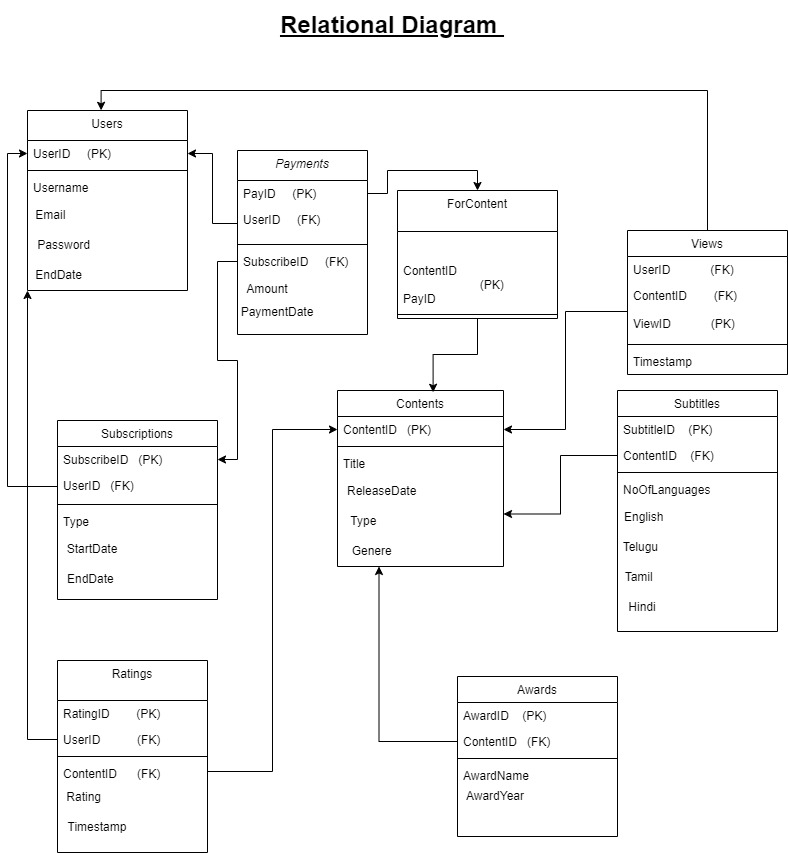 Relational Diagram
Users
UserID (PK)
Username
Email
Password
EndDate
Payments
PayID (PK)
UserID (FK)
SubscribeID (FK)
Amount
PaymentDate
ForContent
ContentID
(PK)
PayID
Views
UserID (FK)
ContentID (FK)
ViewID (PK)
Timestamp
Subscriptions
SubscribeID (PK)
UserID (FK)
Type
StartDate
EndDate
Contents
ContentID (PK)
Title
ReleaseDate
Type
Genere
Subtitles
SubtitleID (PK)
ContentID (FK)
NoOfLanguages
English
Telugu
Tamil
Hindi
Ratings
RatingID (PK)
UserID (FK)
ContentID (FK)
Rating
Timestamp
Awards
AwardID (PK)
ContentID (FK)
AwardName
AwardYear